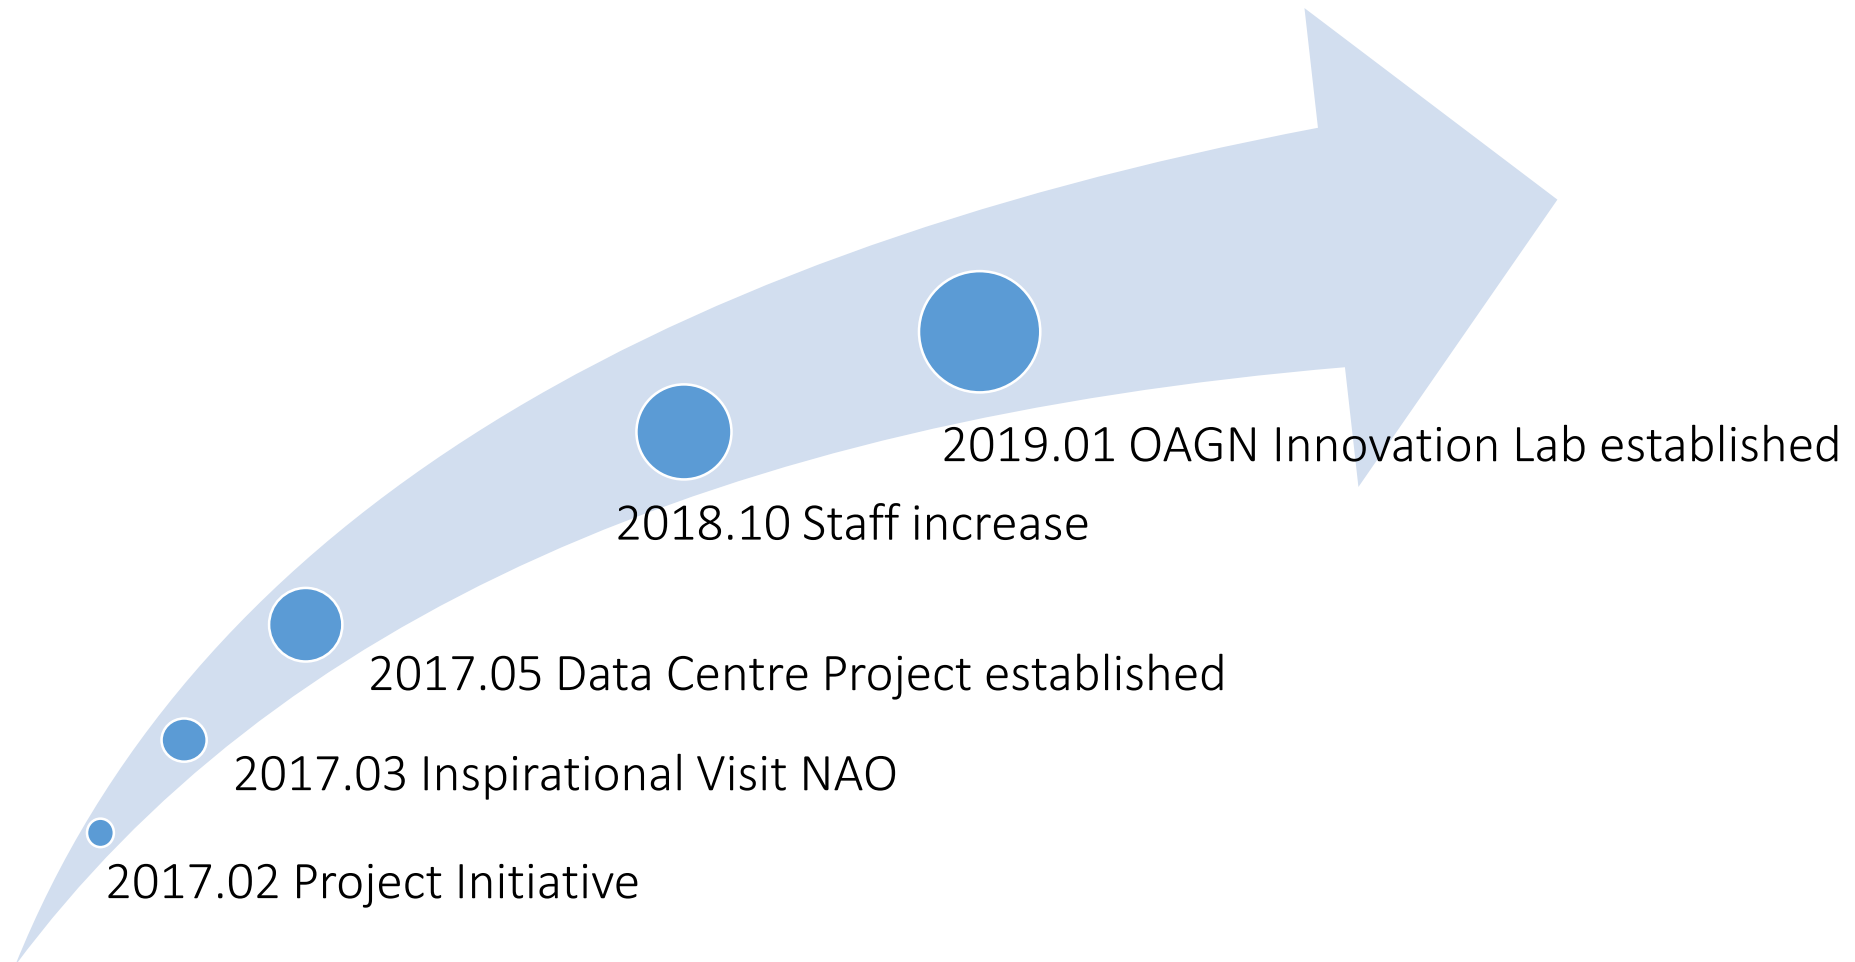 2019.01 OAGN Innovation Lab established
2018.10 Staff increase
2017.05 Data Centre Project established
2017.03 Inspirational Visit NAO
2017.02 Project Initiative